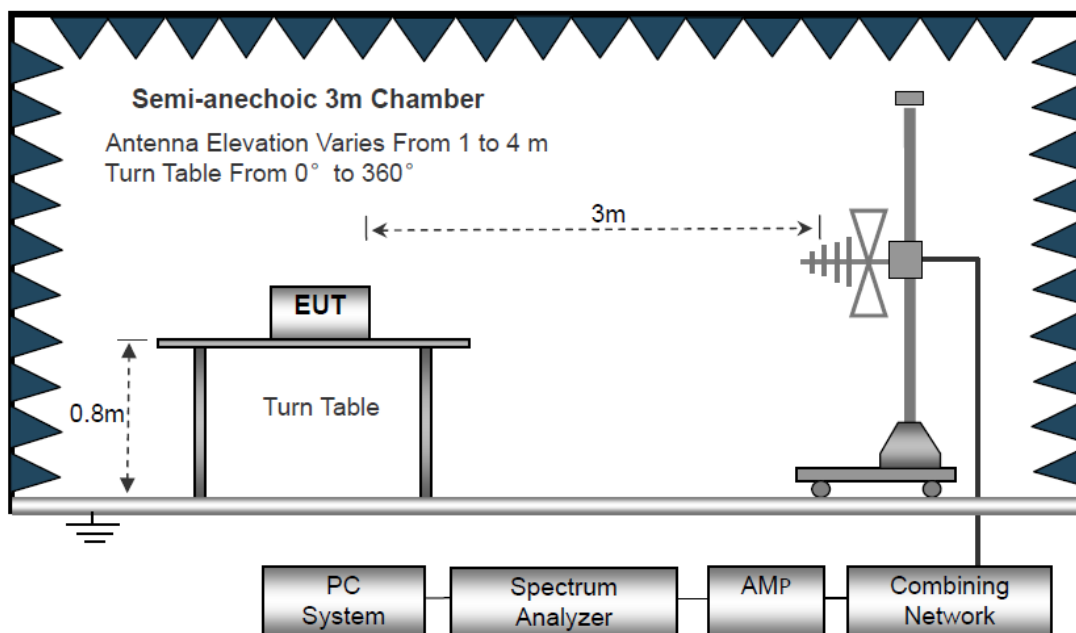 Semi-anechoic 3m Chamber
Antenna Elevation Varies From 1 to 4 m
Turn Table From 0° to 360°
3m
EUT
0.8m
Turn Table
PC
System
Spectrum
Analyzer
AMP
Combining
Network